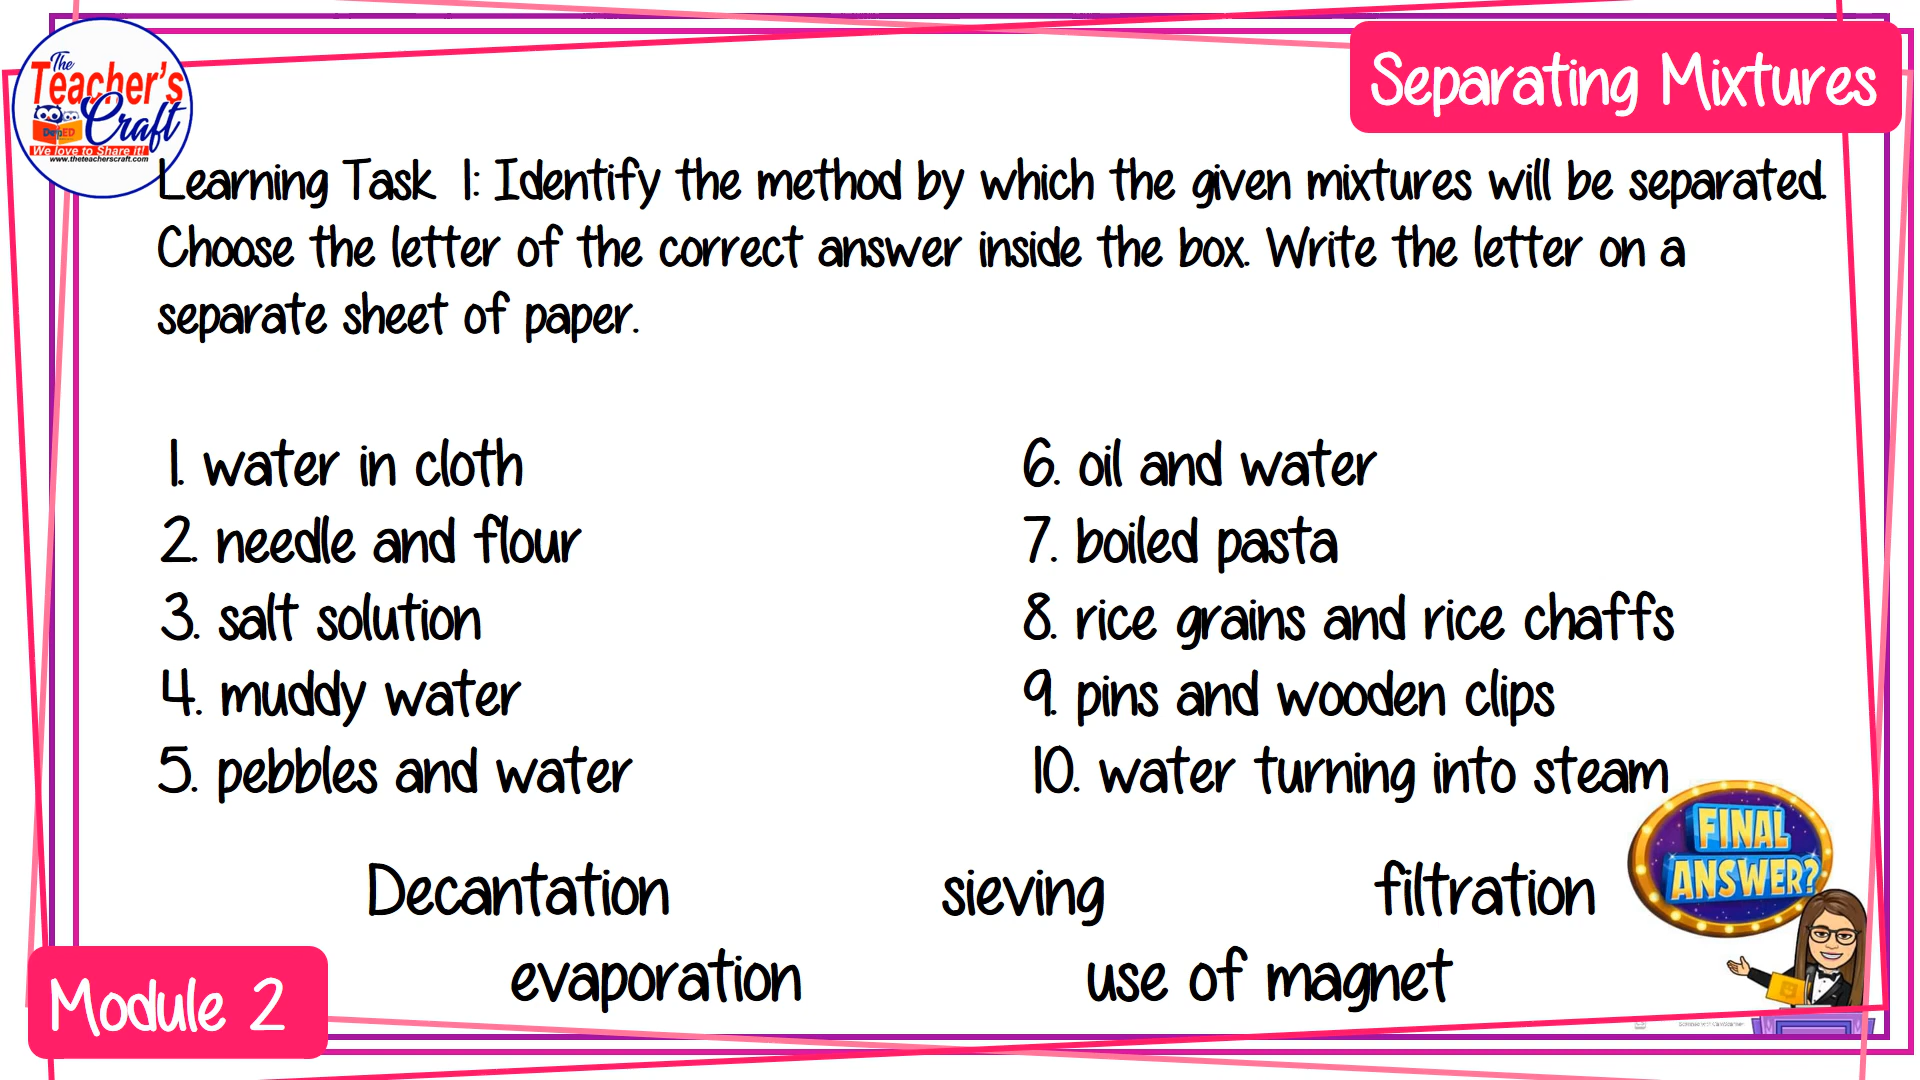 The
Teacher's
Craft
DepED
We love to Share it!
www.theteacherscraft.com
Separating Mixtures
Learning Task 1: Identify the method by which the given mixtures will be separated.
Choose the letter of the correct answer inside the box. Write the letter on a
separate sheet of paper.
1. water in cloth
2. needle and flour
3. salt solution
4. muddy water
5. pebbles and water
6. oil and water
7. boiled pasta
8. rice grains and rice chaffs
9. pins and wooden clips
10. water turning into steam
FINAL
ANSWER?
Decantation sieving filtration
evaporation use of magnet
Module 2